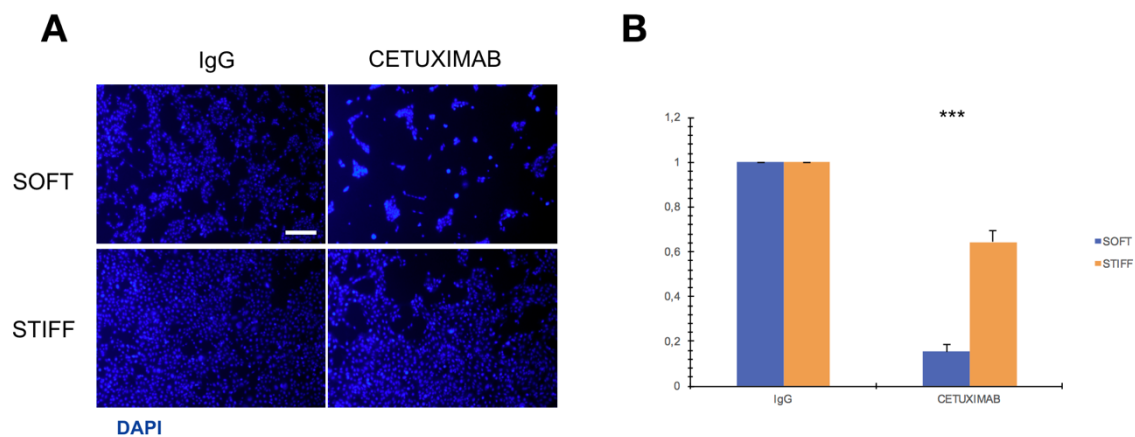 A
IgG
CETUXIMAB
SOFT
STIFF
DAPI
B
***
1,2
1
0,8
0,6
0,4
0,2
0
IgG
CETUXIMAB
SOFT
STIFF